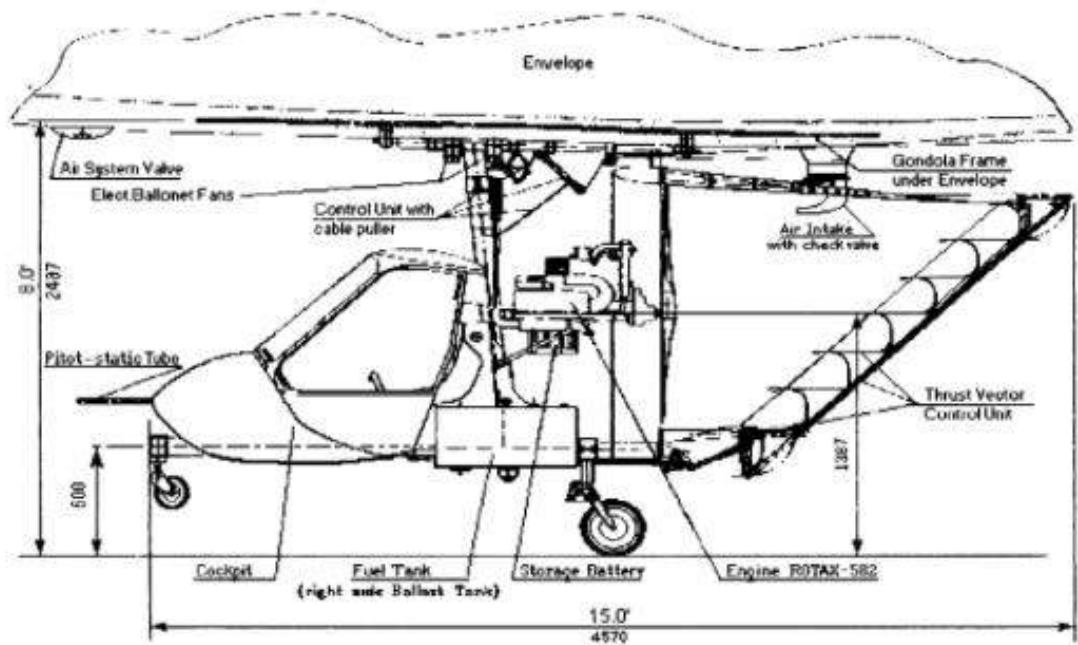 Envelope
Air System Valve
Elect.Ballonet Fans
Control Unit with
cable puller
Gondola Frame
under Envelope
Air Intake
with check valve
8.0'
2407
Pitot-static Tube
Thrust Vector
Control Unit
1387
600
Cockpit
Fuel Tank
(right side Ballast Tank)
Storage Battery
Engine ROTAX-582
15.0'
4570